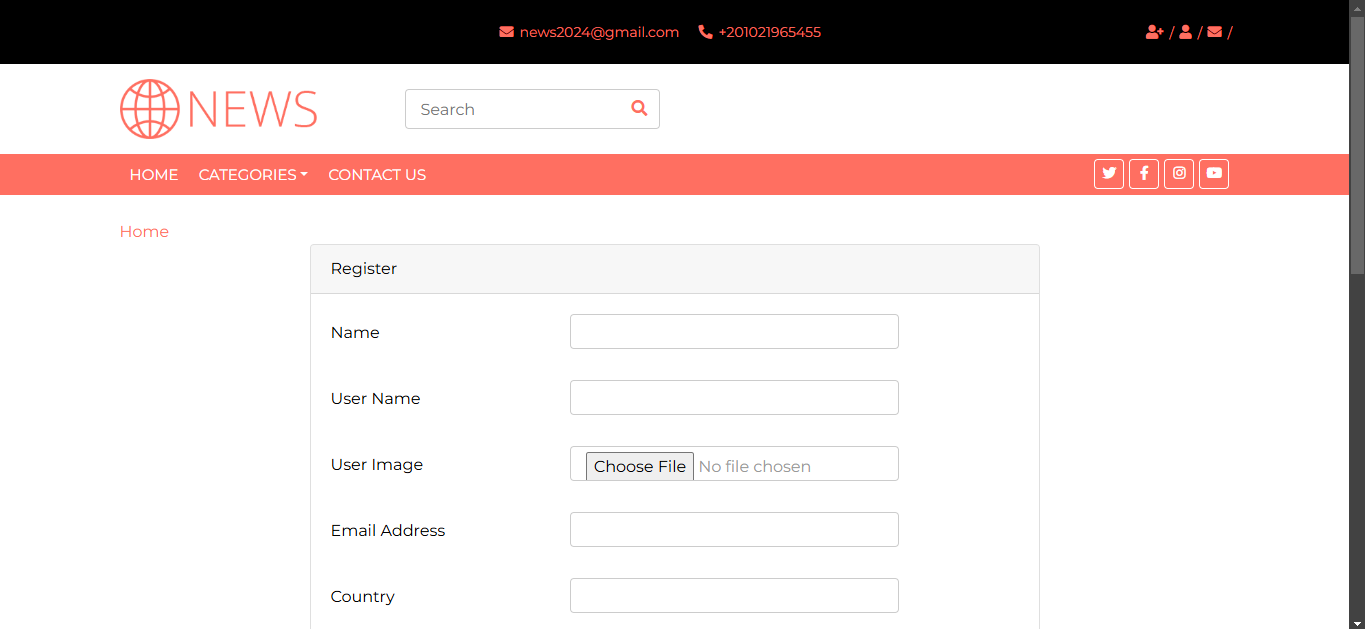 news2024@gmail.com +201021965455 / / /
NEWS
Search
HOME CATEGORIES CONTACT US
Home
Register
Name
User Name
User Image Choose File No file chosen
Email Address
Country